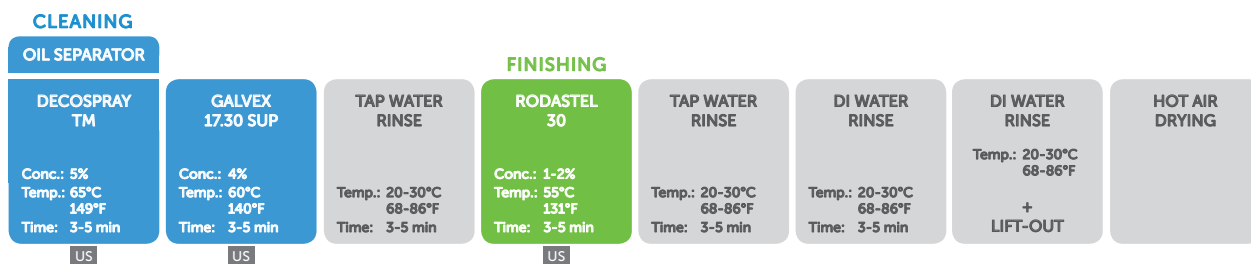 CLEANING
OIL SEPARATOR
DECOSPRAY
TM
Conc.: 5%
Temp.: 65°C
149°F
Time: 3-5 min
US
GALVEX
17.30 SUP
Conc.: 4%
Temp.: 60°C
140°F
Time: 3-5 min
US
TAP WATER
RINSE
Temp.: 20-30°C
68-86°F
Time: 3-5 min
FINISHING
RODASTEL
30
Conc.: 1-2%
Temp.: 55°C
131°F
Time: 3-5 min
US
TAP WATER
RINSE
Temp.: 20-30°C
68-86°F
Time: 3-5 min
DI WATER
RINSE
Temp.: 20-30°C
68-86°F
Time: 3-5 min
DI WATER
RINSE
Temp.: 20-30°C
68-86°F
+
LIFT-OUT
HOT AIR
DRYING